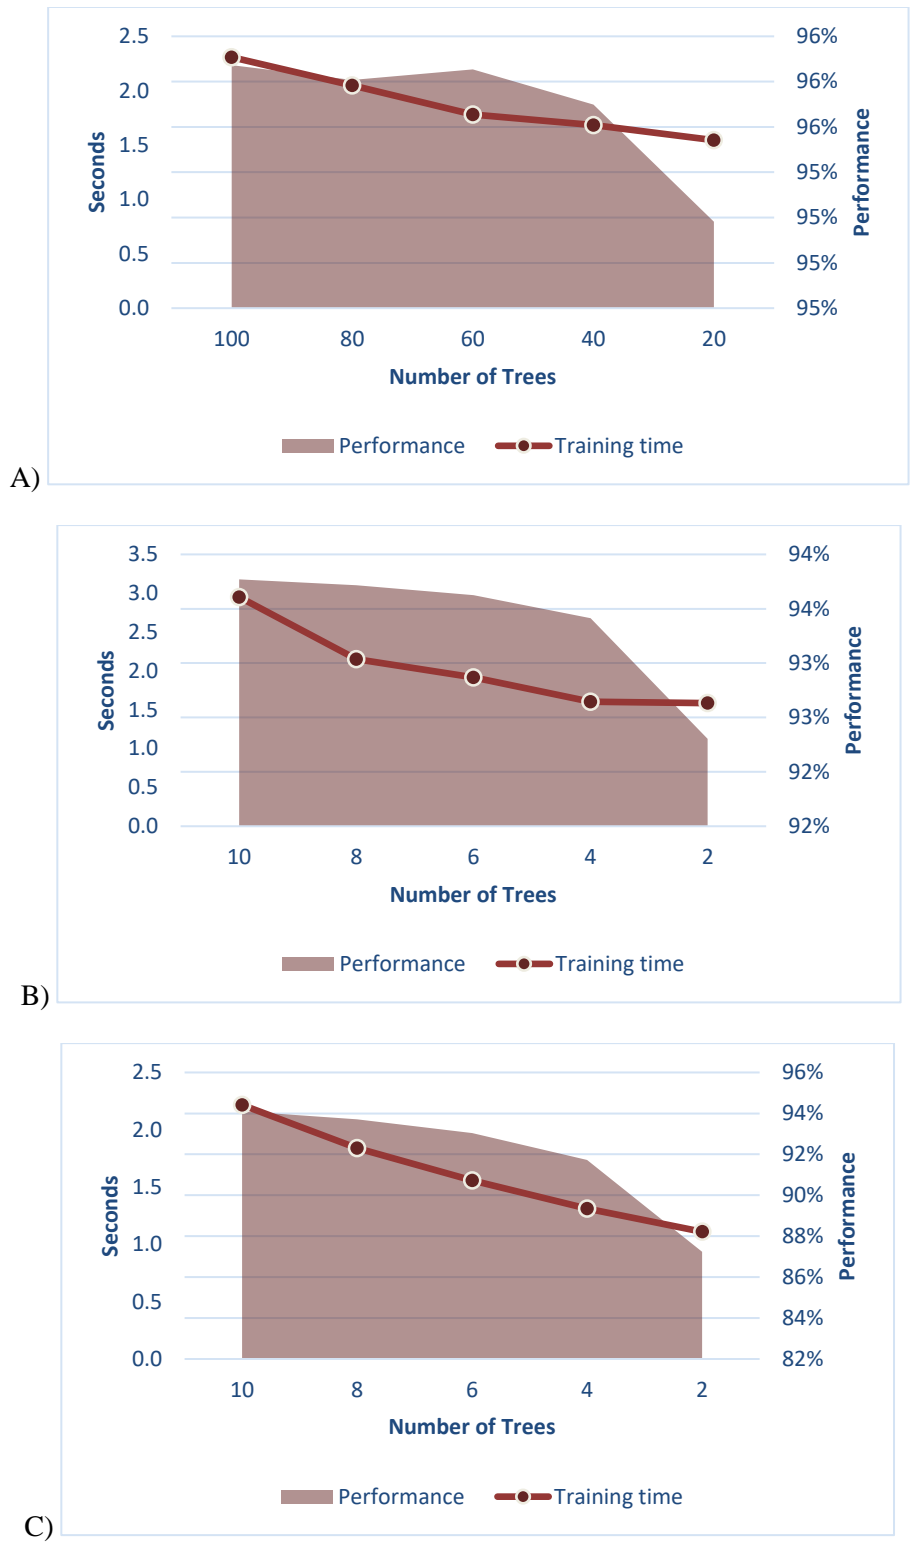 2.5
2.0
1.5
1.0
0.5
0.0
Seconds
96%
96%
96%
95%
95%
95%
95%
Performance
100 80 60 40 20
Number of Trees
Performance Training time
A)
3.5
3.0
2.5
2.0
1.5
1.0
0.5
0.0
Seconds
94%
94%
93%
93%
92%
92%
Performance
10 8 6 4 2
Number of Trees
Performance Training time
B)
2.5
2.0
1.5
1.0
0.5
0.0
Seconds
96%
94%
92%
90%
88%
86%
84%
82%
Performance
10 8 6 4 2
Number of Trees
Performance Training time
C)